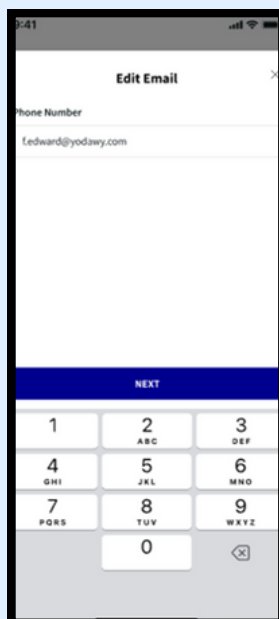 9:41
Edit Email
Phone Number
f.edward@yodawy.com
NEXT
1
2
ABC
3
DEF
4
GHI
5
JKL
6
MNO
7
PQRS
8
TUV
9
WXYZ
0